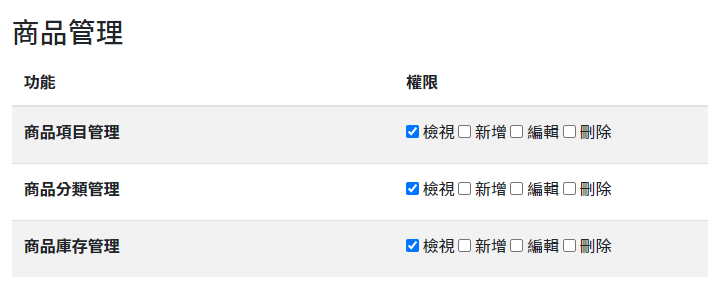 商品管理
功能 權限
商品項目管理 檢視 新增 編輯 刪除
商品分類管理 檢視 新增 編輯 刪除
商品庫存管理 檢視 新增 編輯 刪除